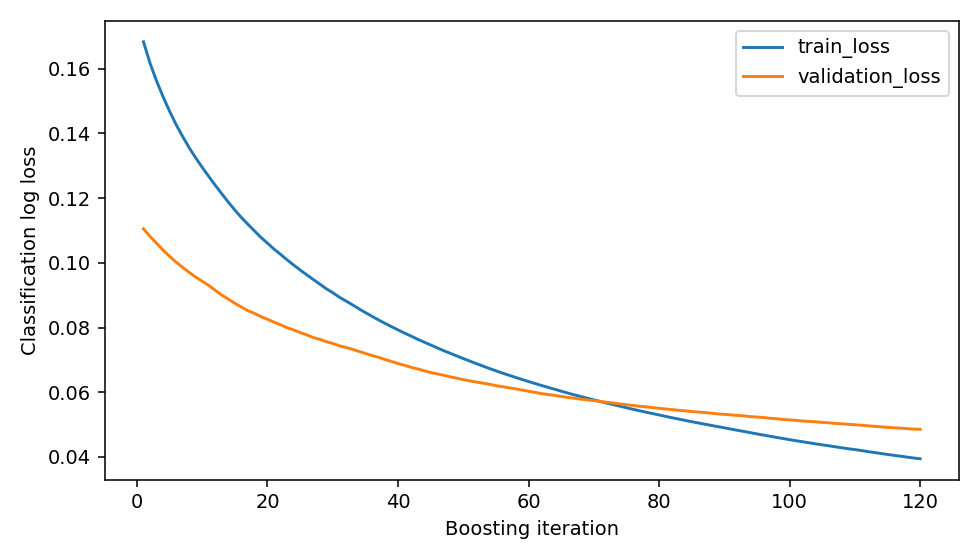 train_loss
validation_loss
0.16
0.14
0.12
0.10
0.08
0.06
0.04
Classification log loss
0 20 40 60 80 100 120
Boosting iteration